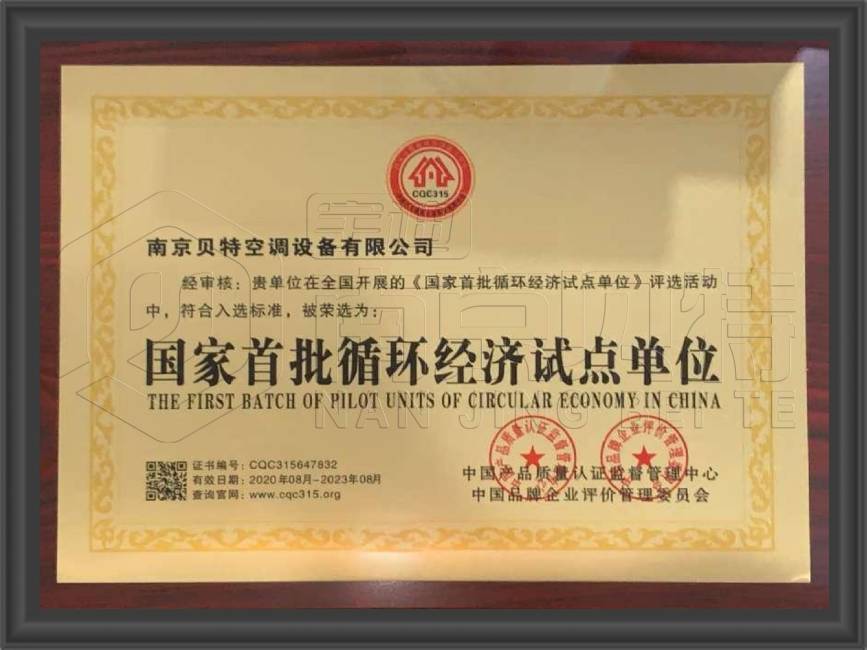 CQC315
南京贝特空调设备有限公司
经审核：贵单位在全国开展的《国家首批循环经济试点单位》评选活动
中，符合入选标准，被荣选为：
国家首批循环经济试点单位
THE FIRST BATCH OF PILOT UNITS OF CIRCULAR ECONOMY IN CHINA
NAN JING BEI TE
证书编号：CQC315647832
有效日期：2020年08月-2023年08月
查询官网：www.cqc315.org
中国产品质量认证监督管理中心
中国品牌企业评价管理委员会